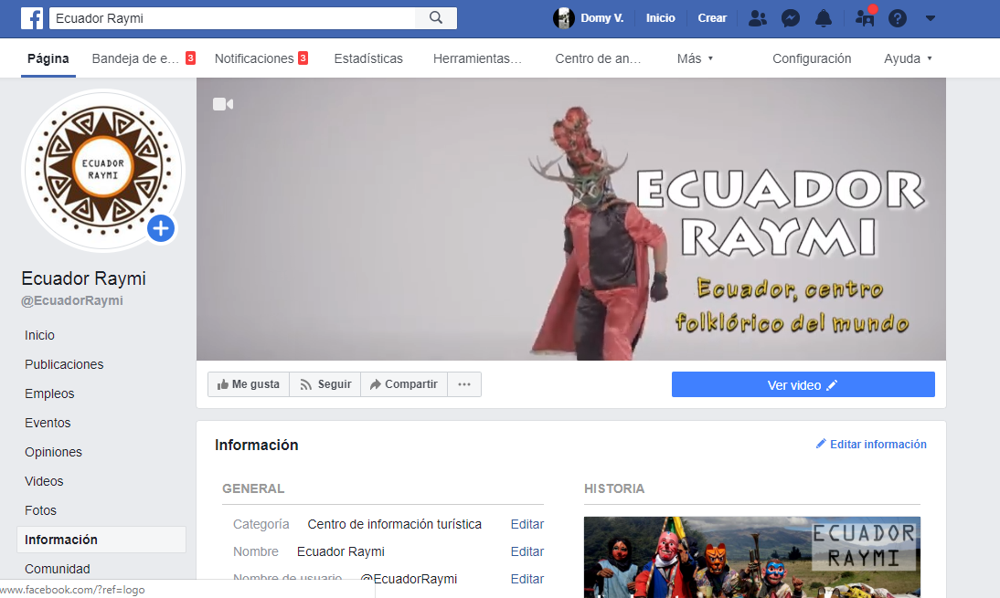 Ecuador Raymi
Domy V. Inicio Crear
Página Bandeja de e… 3 Notificaciones 3 Estadísticas Herramientas… Centro de an… Más Configuración Ayuda
ECUADOR
RAYMI
ECUADOR
RAYMI
Ecuador, centro
folklórico del mundo
Ecuador Raymi
@EcuadorRaymi
Inicio
Publicaciones
Empleos
Eventos
Opiniones
Videos
Fotos
Información
Comunidad
Me gusta Seguir Compartir ...
Ver video
Información
Editar información
GENERAL
Categoría Centro de información turística Editar
Nombre Ecuador Raymi Editar
Nombre de usuario @EcuadorRaymi Editar
HISTORIA
ECUADOR
RAYMI
www.facebook.com/?ref=logo